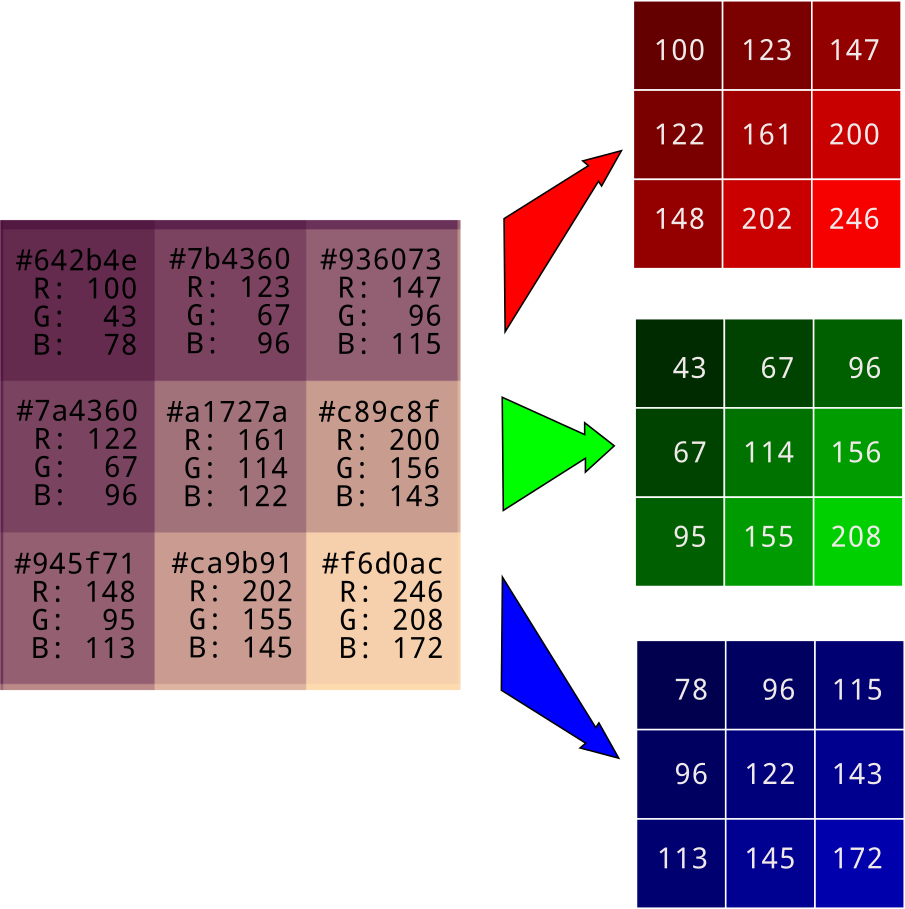 #642b4e
R: 100
G: 43
B: 78
#7b4360
R: 123
G: 67
B: 96
#936073
R: 147
G: 96
B: 115
#7a4360
R: 122
G: 67
B: 96
#a1727a
R: 161
G: 114
B: 122
#c89c8f
R: 200
G: 156
B: 143
#945f71
R: 148
G: 95
B: 113
#ca9b91
R: 202
G: 155
B: 145
#f6d0ac
R: 246
G: 208
B: 172
100 123 147
122 161 200
148 202 246
43 67 96
67 114 156
95 155 208
78 96 115
96 122 143
113 145 172